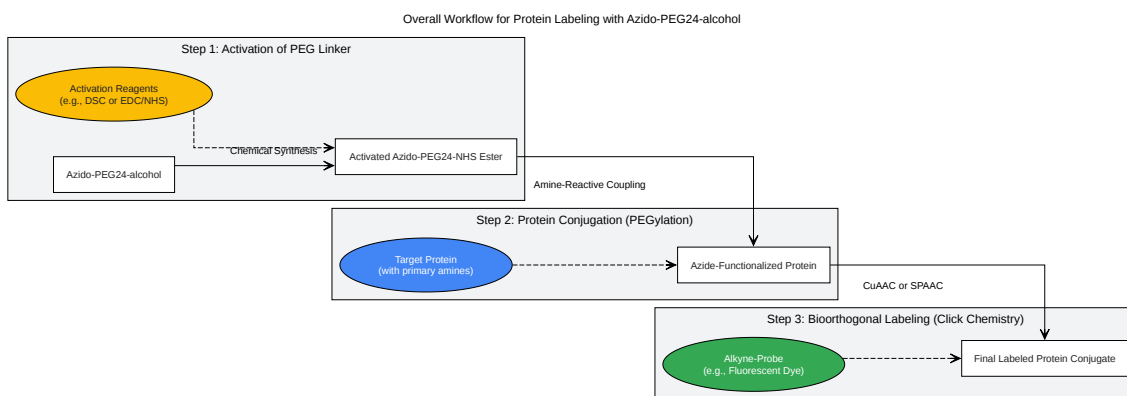 Overall Workflow for Protein Labeling with Azido-PEG24-alcohol
Step 1: Activation of PEG Linker
Activation Reagents
(e.g., DSC or EDC/NHS)
Chemical Synthesis
Azido-PEG24-alcohol
Activated Azido-PEG24-NHS Ester
Amine-Reactive Coupling
Step 2: Protein Conjugation (PEGylation)
Target Protein
(with primary amines)
Azide-Functionalized Protein
CuAAC or SPAAC
Step 3: Bioorthogonal Labeling (Click Chemistry)
Alkyne-Probe
(e.g., Fluorescent Dye)
Final Labeled Protein Conjugate